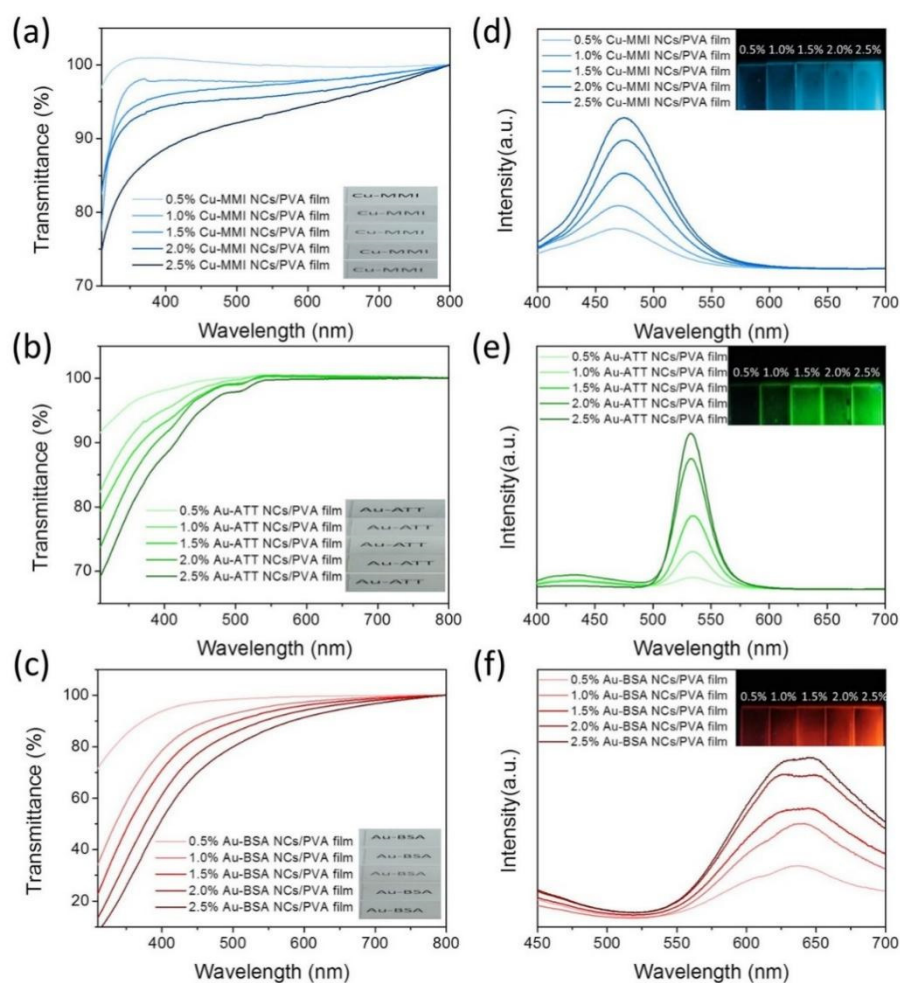 (a)
Transmittance (%)
100
90
80
70
0.5% Cu-MMI NCs/PVA film
1.0% Cu-MMI NCs/PVA film
1.5% Cu-MMI NCs/PVA film
2.0% Cu-MMI NCs/PVA film
2.5% Cu-MMI NCs/PVA film
Cu-MMI
Cu-MMI
Cu-MMI
Cu-MMI
Cu-MMI
400 500 600 700 800
Wavelength (nm)
(d)
Intensity(a.u.)
0.5% Cu-MMI NCs/PVA film
1.0% Cu-MMI NCs/PVA film
1.5% Cu-MMI NCs/PVA film
2.0% Cu-MMI NCs/PVA film
2.5% Cu-MMI NCs/PVA film
0.5% 1.0% 1.5% 2.0% 2.5%
400 450 500 550 600 650 700
Wavelength (nm)
(b)
Transmittance (%)
100
90
80
70
0.5% Au-ATT NCs/PVA film
1.0% Au-ATT NCs/PVA film
1.5% Au-ATT NCs/PVA film
2.0% Au-ATT NCs/PVA film
2.5% Au-ATT NCs/PVA film
Au-ATT
Au-ATT
Au-ATT
Au-ATT
Au-ATT
400 500 600 700 800
Wavelength (nm)
(e)
Intensity(a.u.)
0.5% Au-ATT NCs/PVA film
1.0% Au-ATT NCs/PVA film
1.5% Au-ATT NCs/PVA film
2.0% Au-ATT NCs/PVA film
2.5% Au-ATT NCs/PVA film
0.5% 1.0% 1.5% 2.0% 2.5%
400 450 500 550 600 650 700
Wavelength (nm)
(c)
Transmittance (%)
100
80
60
40
20
0.5% Au-BSA NCs/PVA film
1.0% Au-BSA NCs/PVA film
1.5% Au-BSA NCs/PVA film
2.0% Au-BSA NCs/PVA film
2.5% Au-BSA NCs/PVA film
Au-BSA
Au-BSA
Au-BSA
Au-BSA
Au-BSA
400 500 600 700 800
Wavelength (nm)
(f)
Intensity(a.u.)
0.5% Au-BSA NCs/PVA film
1.0% Au-BSA NCs/PVA film
1.5% Au-BSA NCs/PVA film
2.0% Au-BSA NCs/PVA film
2.5% Au-BSA NCs/PVA film
0.5% 1.0% 1.5% 2.0% 2.5%
450 500 550 600 650 700
Wavelength (nm)